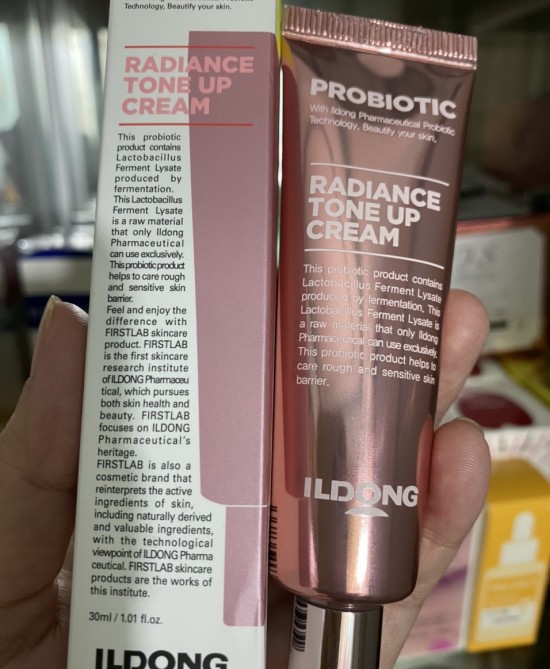 Technology, Beautify your skin.
RADIANCE
TONE UP
CREAM
This probiotic
product contains
Lactobacillus
Ferment Lysate
produced by
fermentation.
This Lactobacillus
Ferment Lysate
is a raw material
that only Ildong
Pharmaceutical
can use exclusively.
This probiotic product
helps to care rough
and sensitive skin
barrier.
Feel and enjoy the
difference with
FIRSTLAB skincare
product. FIRSTLAB
is the first skincare
research institute
of ILDONG Pharmaceu
tical, which pursues
both skin health and
beauty. FIRSTLAB
focuses on ILDONG
Pharmaceutical's
heritage.
FIRSTLAB is also a
cosmetic brand that
reinterprets the active
ingredients of skin,
including naturally derived
and valuable ingredients,
with the technological
viewpoint of ILDONG Pharma
ceutical. FIRSTLAB skincare
products are the works of
this institute.
30ml / 1.01 fl.oz.
ILDONG
PROBIOTIC
With Ildong Pharmaceutical Probiotic
Technology, Beautify your skin,
RADIANCE
TONE UP
CREAM
This probiotic product contains
Lactobacillus Ferment Lysate
produced by fermentation. This
Lactobacillus Ferment Lysate is
a raw material that only Ildong
Pharmaceutical can use exclusively.
This probiotic product helps to
care rough and sensitive skin
barrier.
ILDONG